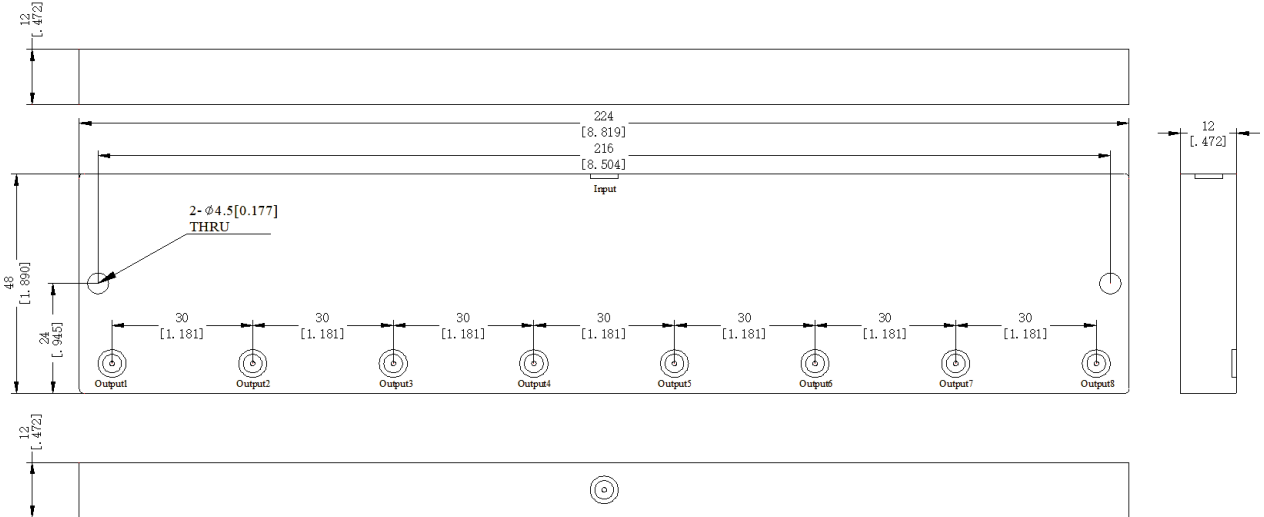 12
[.472]
224
[8.819]
216
[8.504]
12
[.472]
Input
2-Φ4.5[0.177]
THRU
48
[1.890]
24
[.945]
30 30 30 30 30 30 30
[1.181] [1.181] [1.181] [1.181] [1.181] [1.181] [1.181]
Output1 Output2 Output3 Output4 Output5 Output6 Output7 Output8
12
[.472]